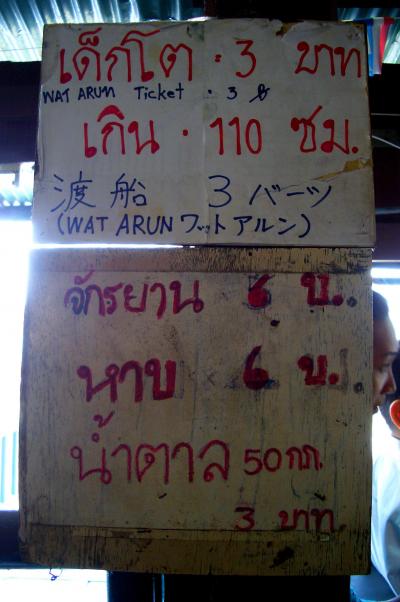 เด็กโต . 3 บาท
WAT ARUN Ticket . 3 ฿
เกิน . 110 ซม.
渡船 3 バーツ
(WAT ARUN ワットアルン)
จักรยาน 6 บ.
หาบ 6 บ.
น้ำตาล 50 กก.
3 บาท